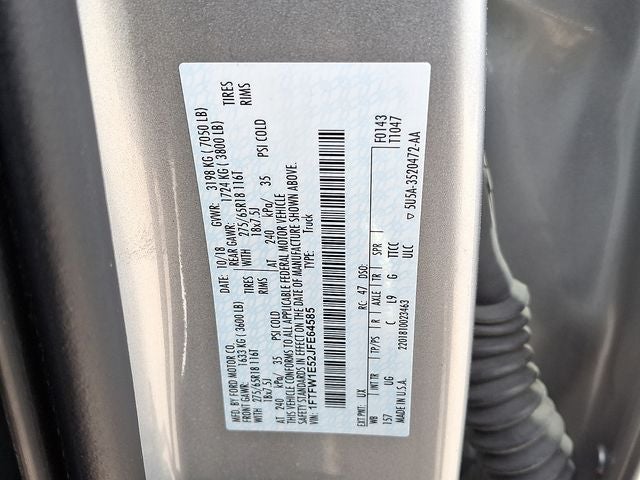 MFD. BY FORD MOTOR CO.
DATE: 10/18 GVWR: 3198 KG ( 7050 LB)
FRONT GAWR: 1633 KG ( 3600 LB) REAR GAWR: 1724 KG ( 3800 LB)
WITH 275/65R18 116T TIRES WITH 275/65R18 116T TIRES
18x7.5J RIMS 18x7.5J RIMS
AT 240 kPa/ 35 PSI COLD AT 240 kPa/ 35 PSI COLD
THIS VEHICLE CONFORMS TO ALL APPLICABLE FEDERAL MOTOR VEHICLE
SAFETY STANDARDS IN EFFECT ON THE DATE OF MANUFACTURE SHOWN ABOVE.
VIN: 1FTFW1E52JFE64585 TYPE: Truck
F0143
T1047
EXT PNT: UX RC: 47 DSO:
WB INT TR TP/PS R AXLE TR SPR
157 UG C L9 G TTCC
ULC
MADE IN U.S.A. 2201810023463
▽ 5U5A-3520472-AA